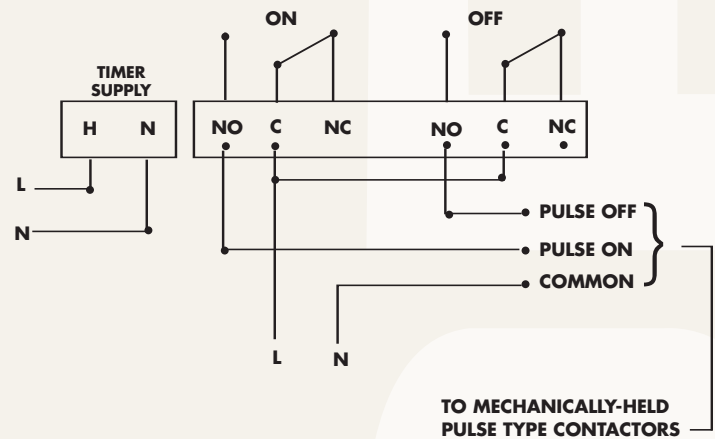 ON OFF
TIMER
SUPPLY
H N NO C NC NO C NC
L
N
PULSE OFF
PULSE ON
COMMON
L N
TO MECHANICALLY-HELD
PULSE TYPE CONTACTORS